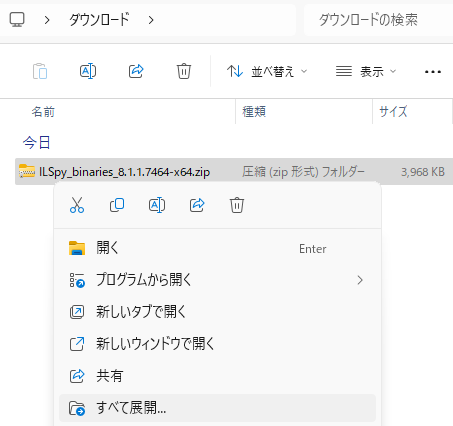 ダウンロード ダウンロードの検索
並べ替え 表示
名前 種類 サイズ
今日
ILSpy_binaries_8.1.1.7464-x64.zip 圧縮 (zip 形式) フォルダー 3,968 KB
開く Enter
プログラムから開く
新しいタブで開く
新しいウィンドウで開く
共有
すべて展開...